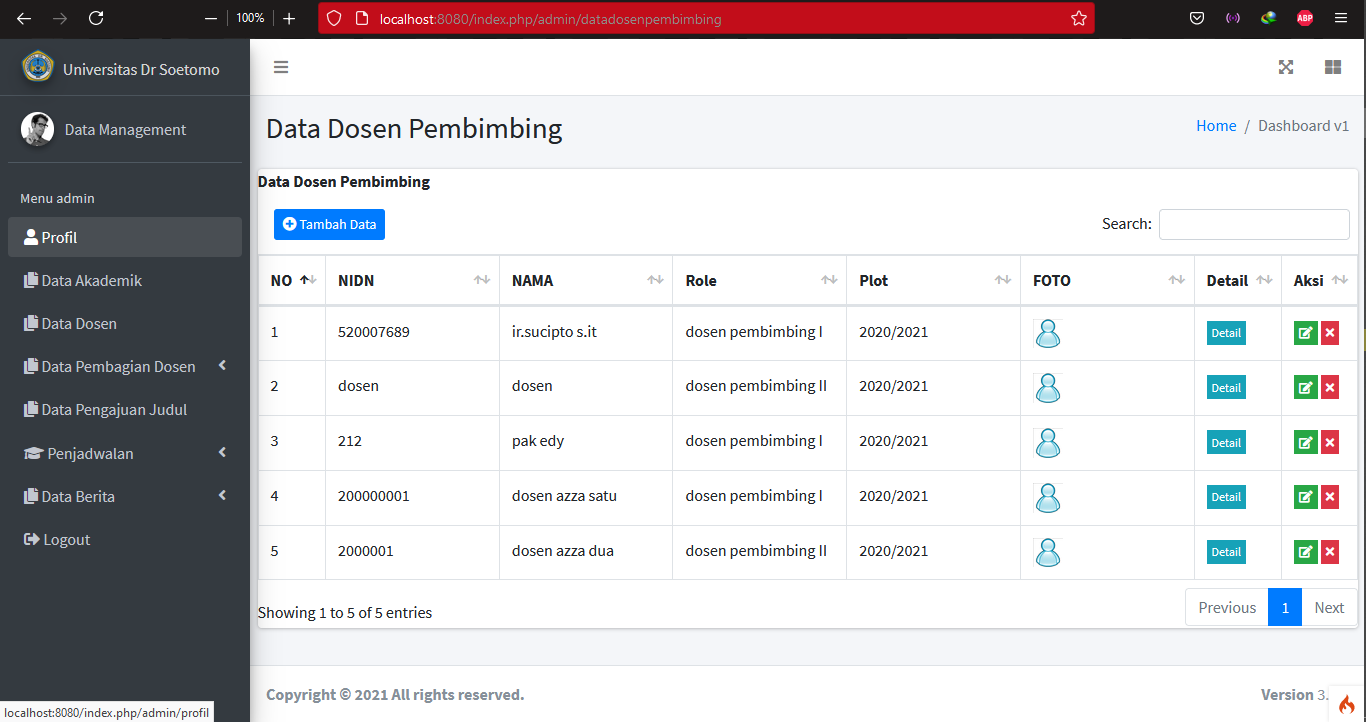 100%
localhost:8080/index.php/admin/datadosenpembimbing
ABP
Universitas Dr Soetomo
Data Management
Menu admin
Profil
Data Akademik
Data Dosen
Data Pembagian Dosen
Data Pengajuan Judul
Penjadwalan
Data Berita
Logout
Data Dosen Pembimbing
Home / Dashboard v1
Data Dosen Pembimbing
Tambah Data
Search:
NO NIDN NAMA Role Plot FOTO Detail Aksi
1 520007689 ir.sucipto s.it dosen pembimbing I 2020/2021 Detail
2 dosen dosen dosen pembimbing II 2020/2021 Detail
3 212 pak edy dosen pembimbing I 2020/2021 Detail
4 200000001 dosen azza satu dosen pembimbing I 2020/2021 Detail
5 2000001 dosen azza dua dosen pembimbing II 2020/2021 Detail
Showing 1 to 5 of 5 entries
Previous 1 Next
Copyright © 2021 All rights reserved.
Version 3.
localhost:8080/index.php/admin/profil